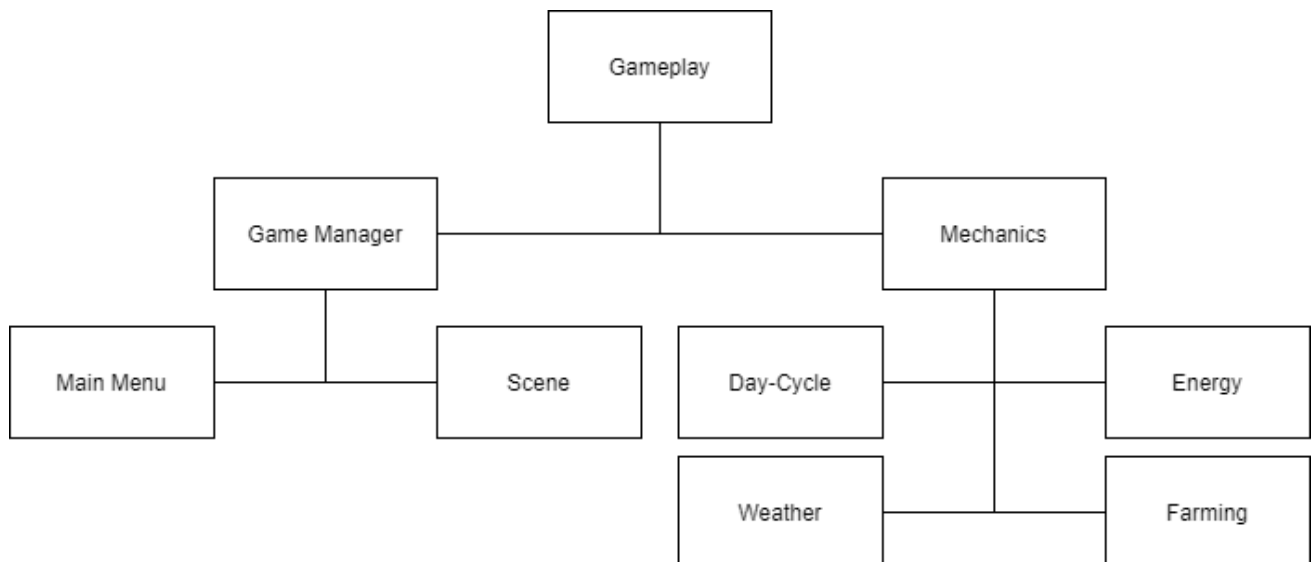 Gameplay
Game Manager
Mechanics
Main Menu
Scene
Day-Cycle
Energy
Weather
Farming